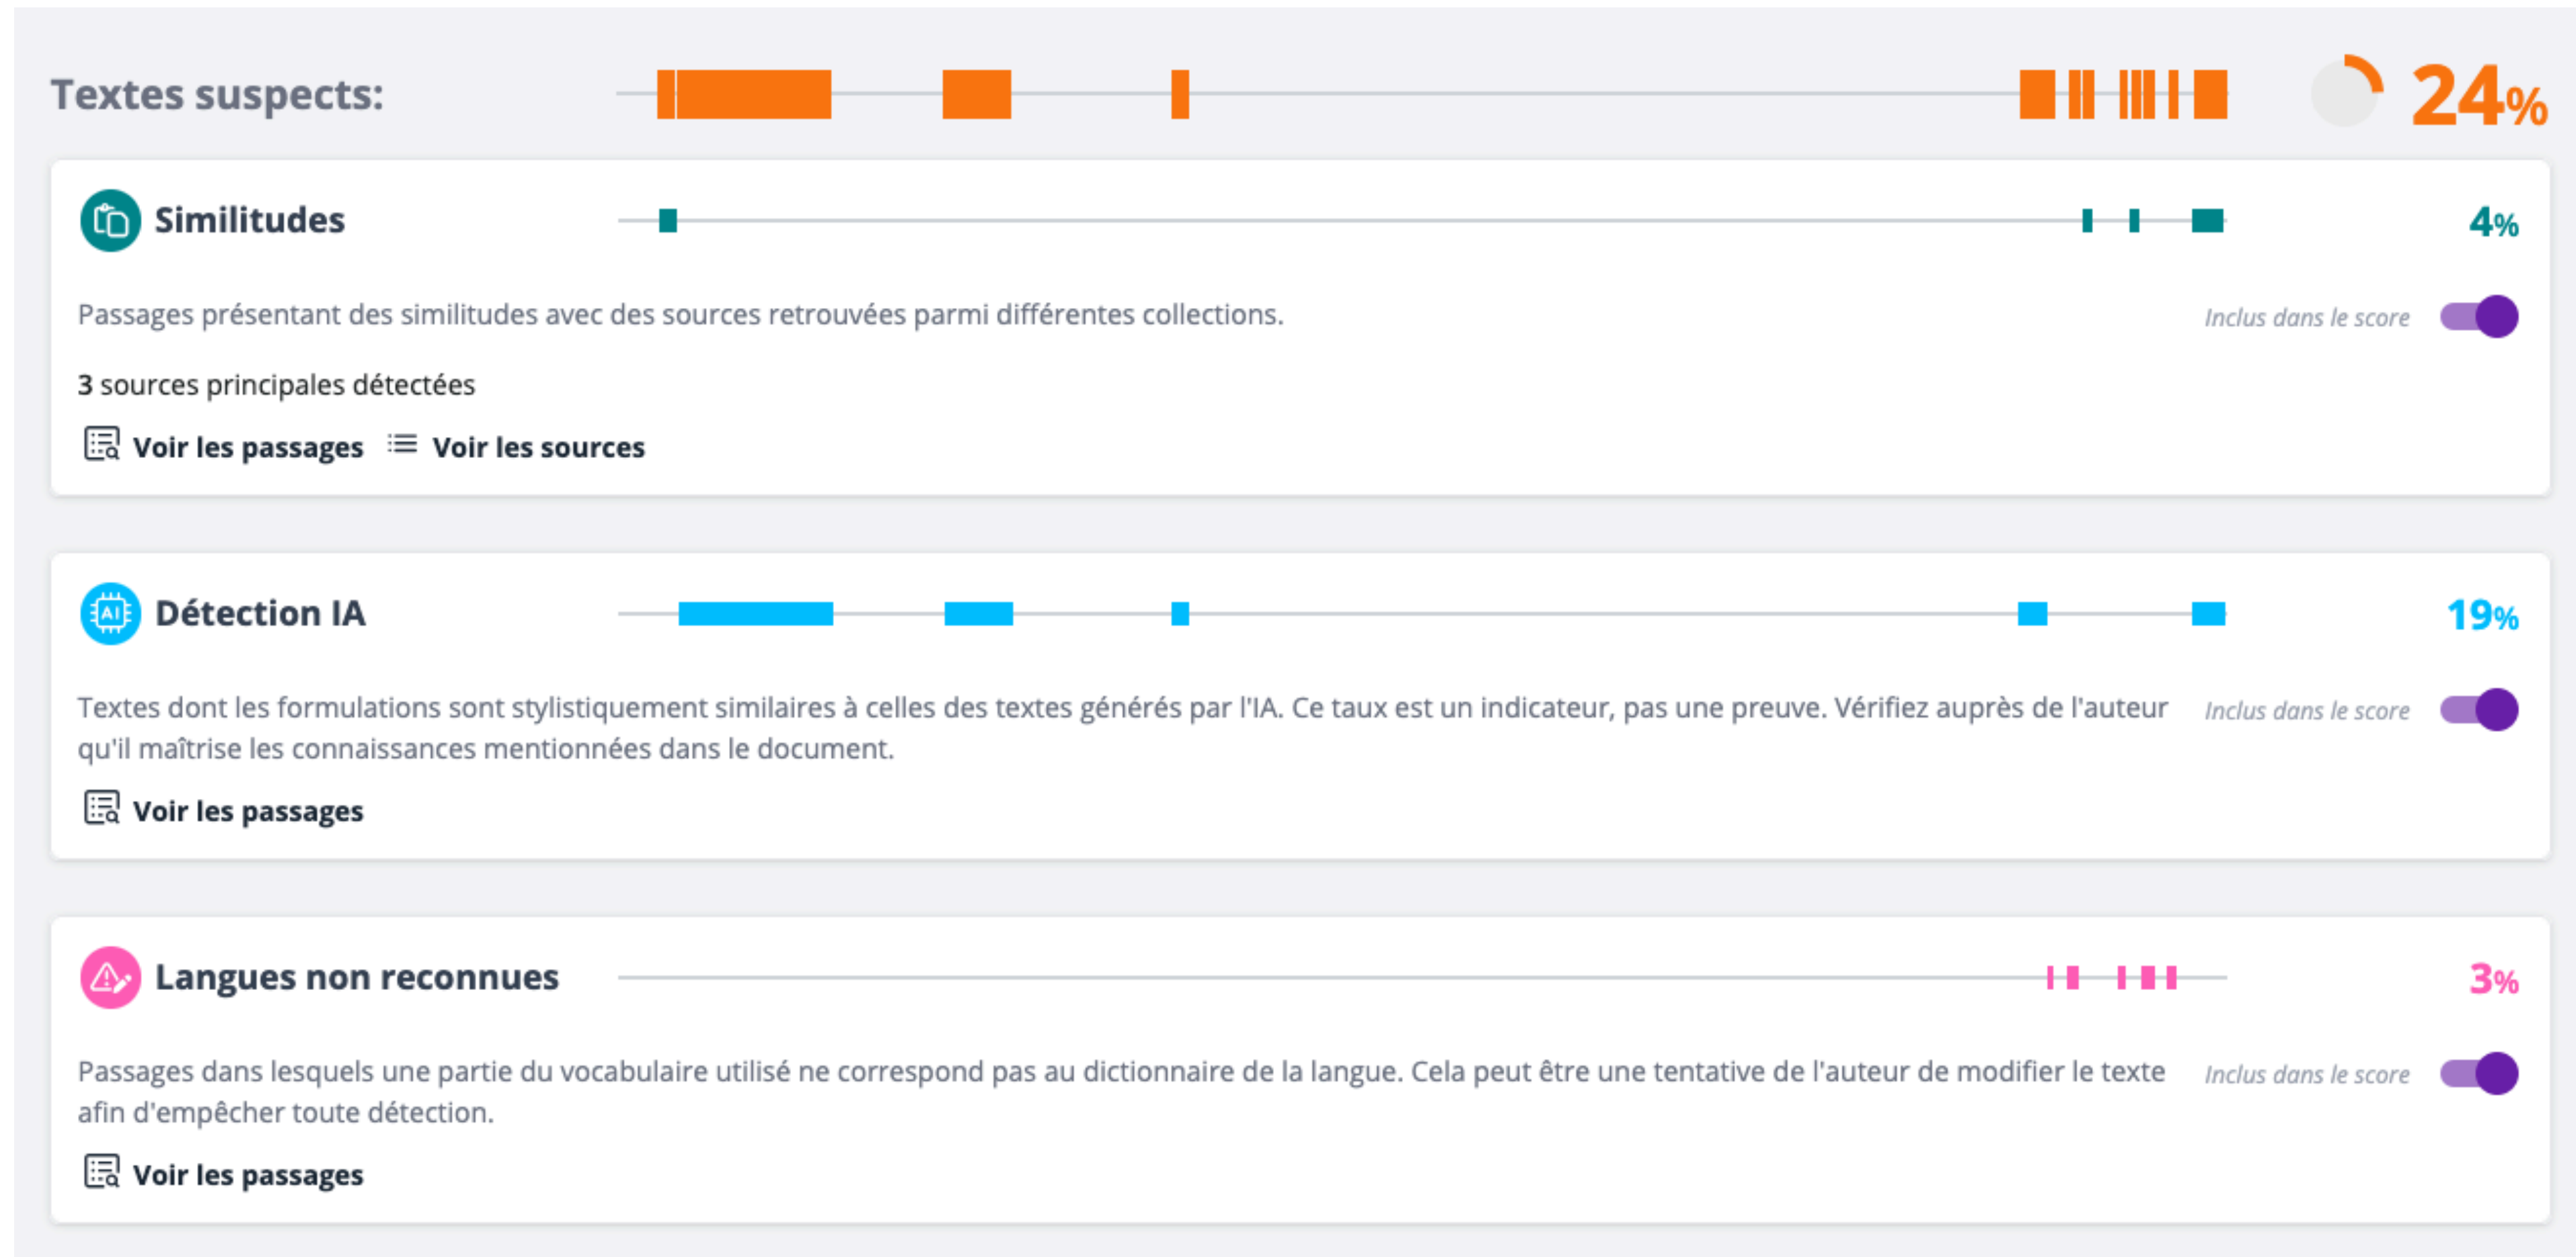 Textes suspects: 24%
Similitudes 4%
Passages présentant des similitudes avec des sources retrouvées parmi différentes collections. Inclus dans le score
3 sources principales détectées
Voir les passages Voir les sources
AI Détection IA 19%
Textes dont les formulations sont stylistiquement similaires à celles des textes générés par l'IA. Ce taux est un indicateur, pas une preuve. Vérifiez auprès de l'auteur Inclus dans le score
qu'il maîtrise les connaissances mentionnées dans le document.
Voir les passages
Langues non reconnues 3%
Passages dans lesquels une partie du vocabulaire utilisé ne correspond pas au dictionnaire de la langue. Cela peut être une tentative de l'auteur de modifier le texte Inclus dans le score
afin d'empêcher toute détection.
Voir les passages